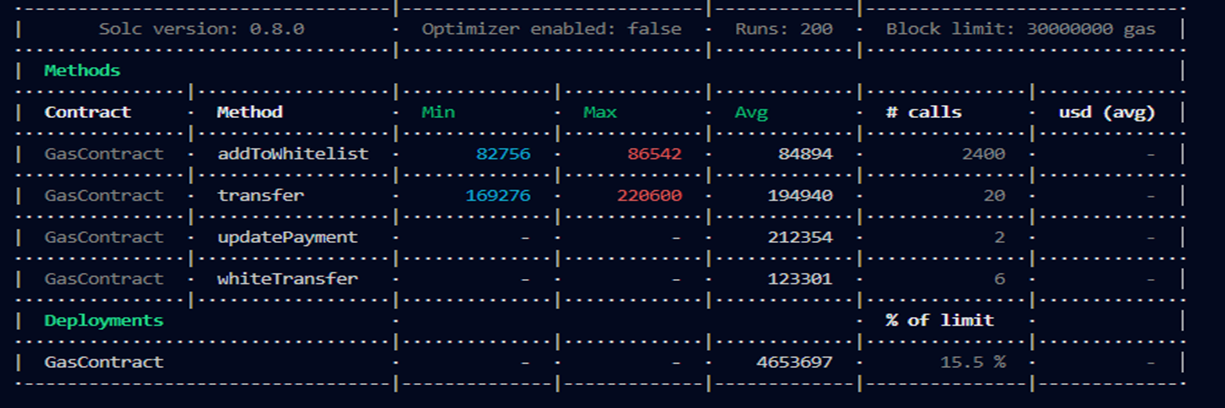 Solc version: 0.8.0 · Optimizer enabled: false · Runs: 200 · Block limit: 30000000 gas
Methods
Contract · Method · Min · Max · Avg · # calls · usd (avg)
GasContract · addToWhitelist · 82756 · 86542 · 84894 · 2400 · -
GasContract · transfer · 169276 · 220600 · 194940 · 20 · -
GasContract · updatePayment · - · - · 212354 · 2 · -
GasContract · whiteTransfer · - · - · 123301 · 6 · -
Deployments · · % of limit ·
GasContract · - · - · 4653697 · 15.5 % · -